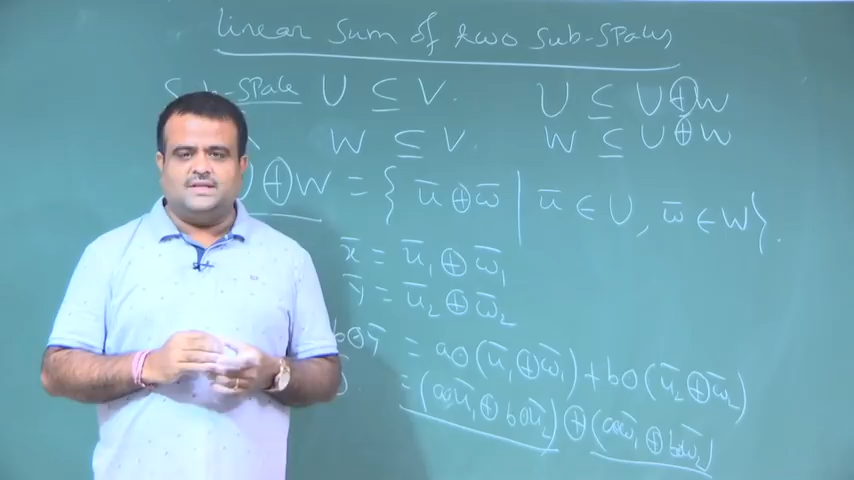 linear sum of two sub-spaces
Sub-space U ⊆ V. U ⊆ U⊕W
W ⊆ V. W ⊆ U⊕W
U⊕W = { ū ⊕ w̄ | ū ∈ U, w̄ ∈ W }.
x̄ = ū₁ ⊕ w̄₁
ȳ = ū₂ ⊕ w̄₂
b⊙ȳ = a⊙(ū₁⊕w̄₁) + b⊙(ū₂⊕w̄₂)
= (a⊙ū₁ ⊕ b⊙ū₂) ⊕ (a⊙w̄₁ ⊕ b⊙w̄₂)